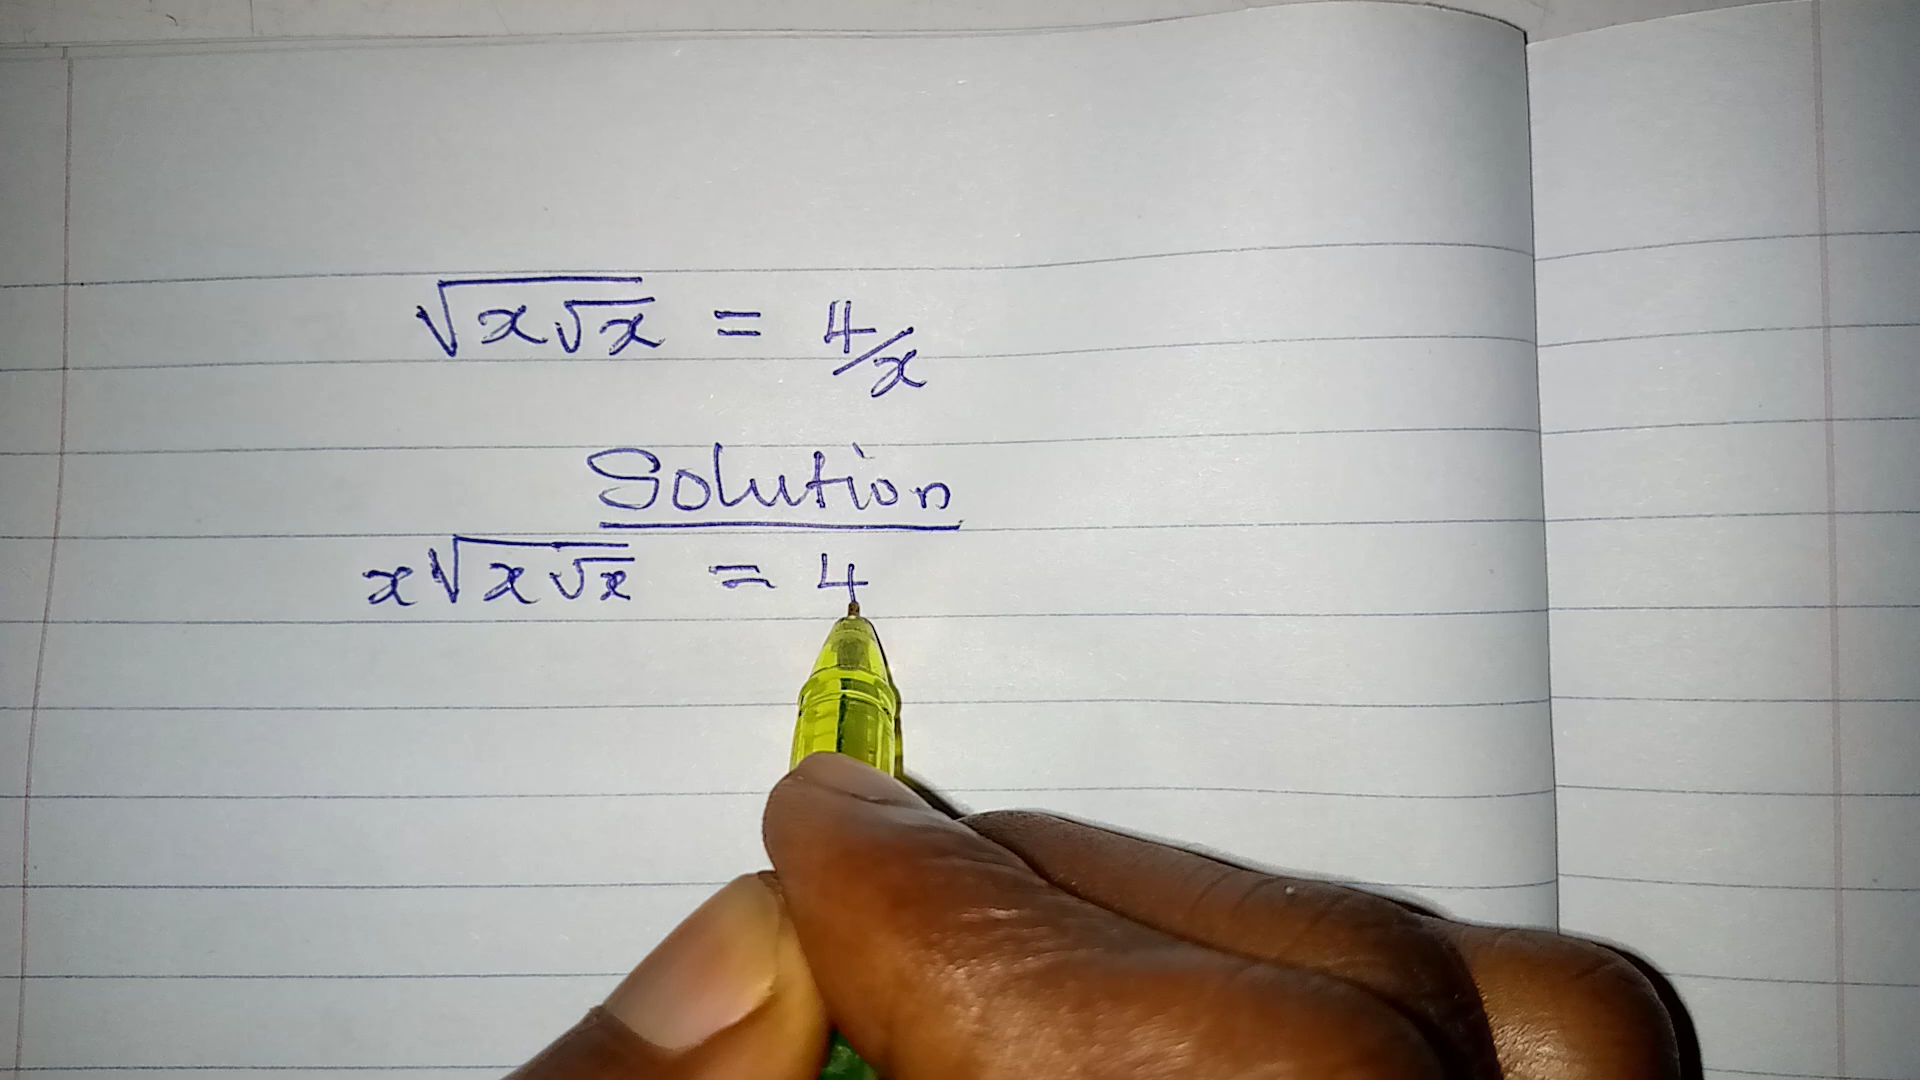 √x√x = 4/x
Solution
x√x√x = 4